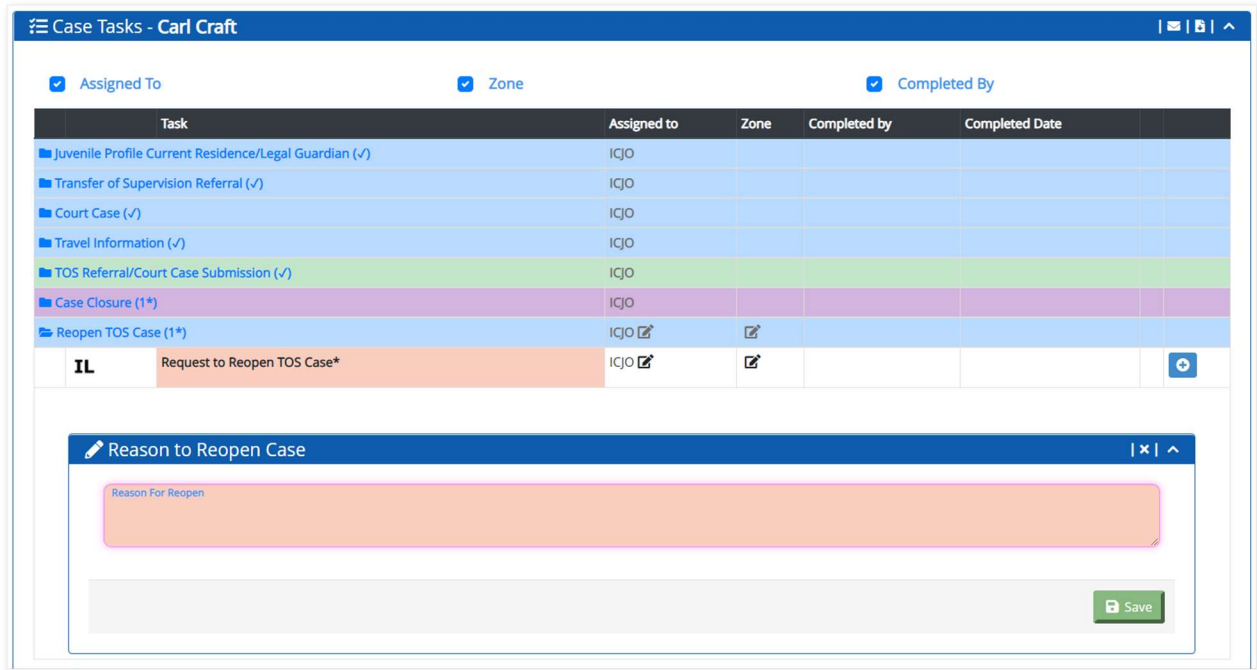 Case Tasks - Carl Craft
Assigned To Zone Completed By
Task Assigned to Zone Completed by Completed Date
Juvenile Profile Current Residence/Legal Guardian (✓) ICJO
Transfer of Supervision Referral (✓) ICJO
Court Case (✓) ICJO
Travel Information (✓) ICJO
TOS Referral/Court Case Submission (✓) ICJO
Case Closure (1*) ICJO
Reopen TOS Case (1*) ICJO
IL Request to Reopen TOS Case* ICJO
Reason to Reopen Case
Reason For Reopen
Save